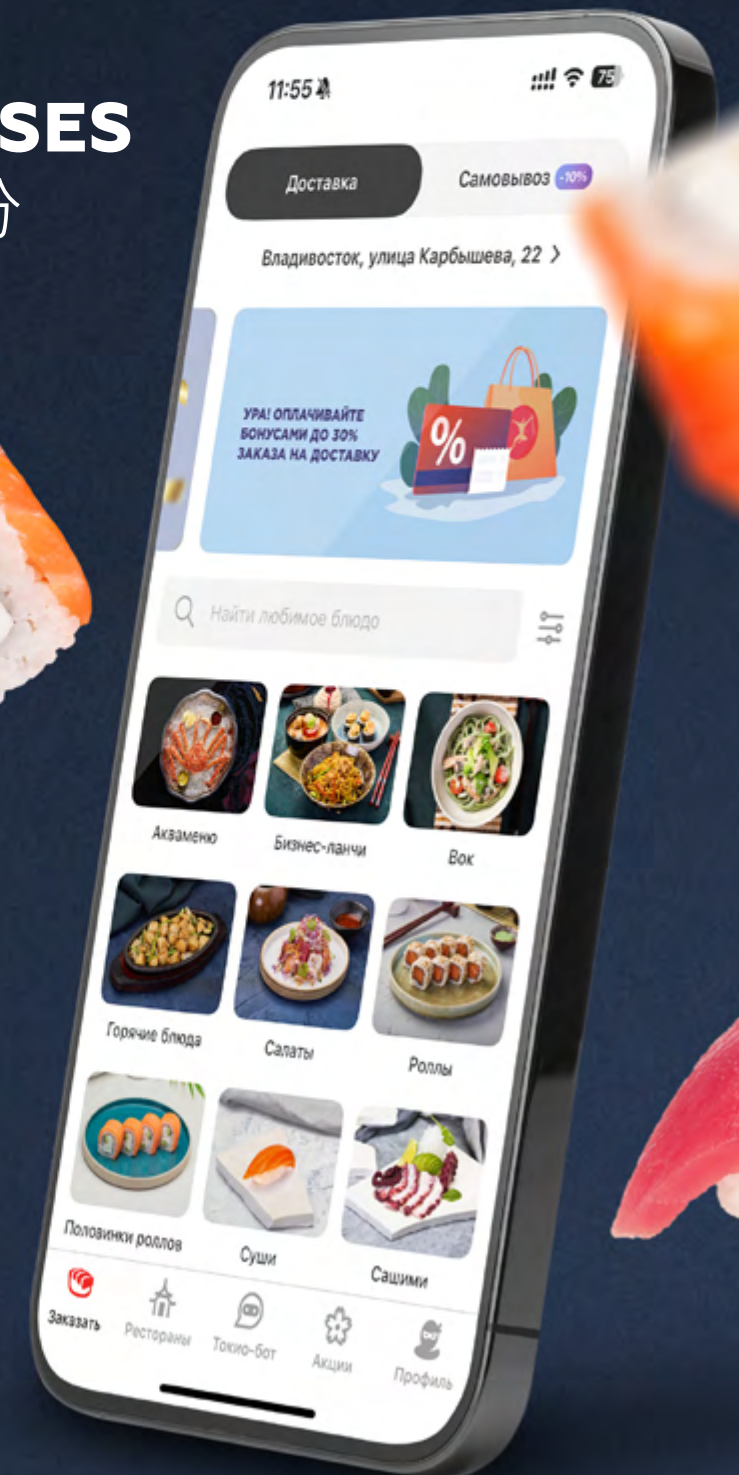 SES
分
11:55
75
Доставка
Самовывоз -10%
Владивосток, улица Карбышева, 22 >
УРА! ОПЛАЧИВАЙТЕ
БОНУСАМИ ДО 30%
ЗАКАЗА НА ДОСТАВКУ
%
Найти любимое блюдо
Аквaменю
Бизнес-ланчи
Вок
Горячие блюда
Салаты
Роллы
Половинки роллов
Суши
Сашими
Заказать
Рестораны
Токио-бот
Акции
Профиль